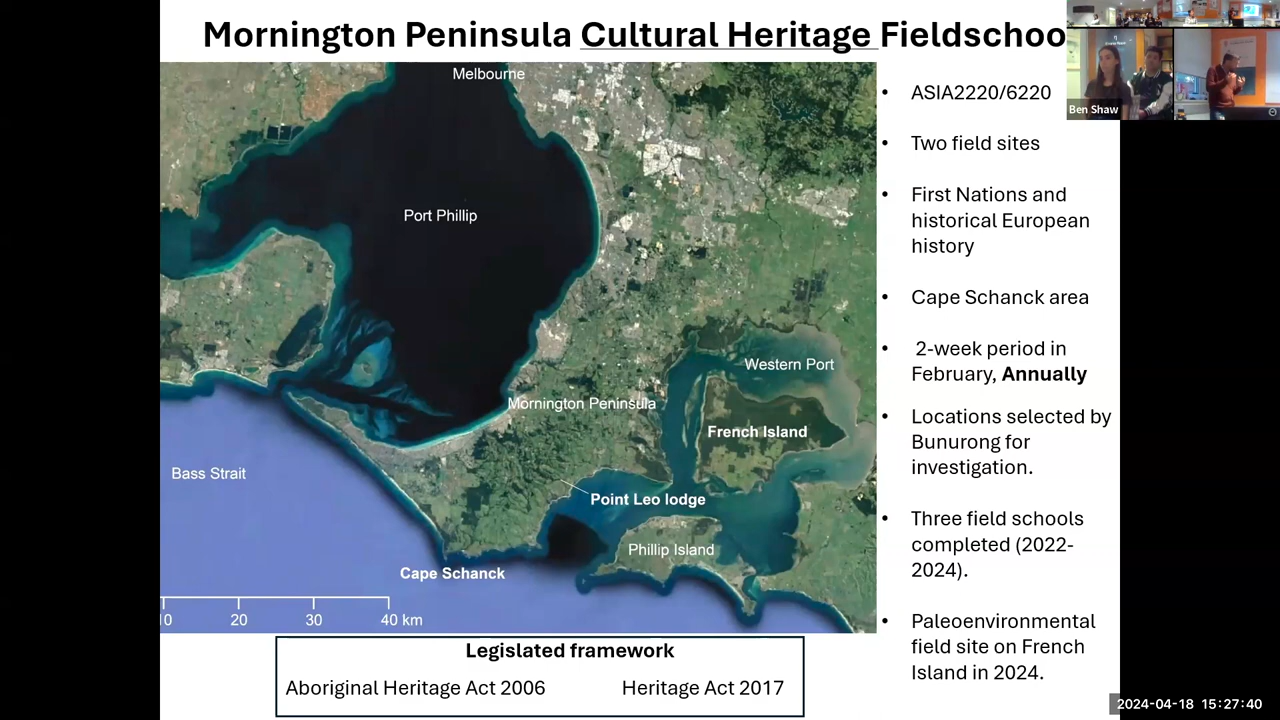 Mornington Peninsula Cultural Heritage Fieldschoo
Melbourne
Port Phillip
Western Port
Mornington Peninsula
French Island
Bass Strait
Point Leo lodge
Phillip Island
Cape Schanck
10 20 30 40 km
• ASIA2220/6220
• Two field sites
• First Nations and
historical European
history
• Cape Schanck area
• 2-week period in
February, Annually
• Locations selected by
Bunurong for
investigation.
• Three field schools
completed (2022-
2024).
• Paleoenvironmental
field site on French
Island in 2024.
Legislated framework
Aboriginal Heritage Act 2006 Heritage Act 2017
Ben Shaw
2024-04-18 15:27:40